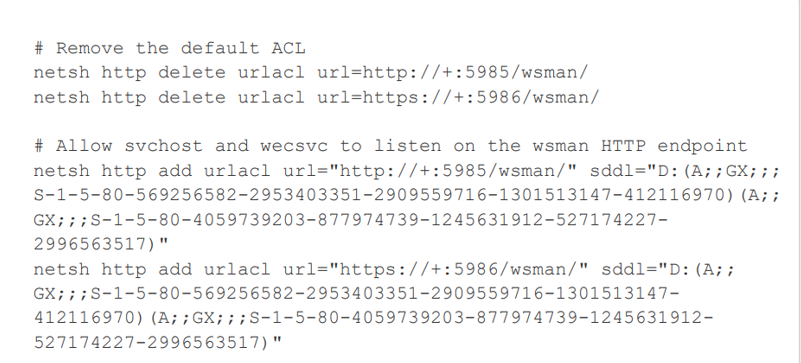 # Remove the default ACL
netsh http delete urlacl url=http://+:5985/wsman/
netsh http delete urlacl url=https://+:5986/wsman/
# Allow svchost and wecsvc to listen on the wsman HTTP endpoint
netsh http add urlacl url="http://+:5985/wsman/" sddl="D:(A;;GX;;;
S-1-5-80-569256582-2953403351-2909559716-1301513147-412116970)(A;;
GX;;;S-1-5-80-4059739203-877974739-1245631912-527174227-
2996563517)"
netsh http add urlacl url="https://+:5986/wsman/" sddl="D:(A;;
GX;;;S-1-5-80-569256582-2953403351-2909559716-1301513147-
412116970)(A;;GX;;;S-1-5-80-4059739203-877974739-1245631912-
527174227-2996563517)"